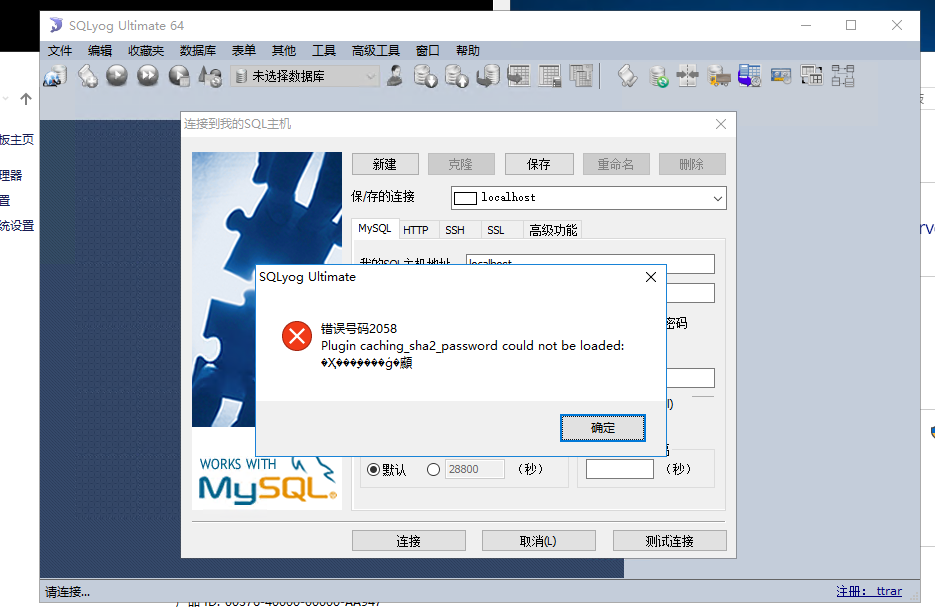 SQLyog Ultimate 64
文件 编辑 收藏夹 数据库 表单 其他 工具 高级工具 窗口 帮助
未选择数据库
板主页
理器
置
统设置
连接到我的SQL主机
新建 克隆 保存 重命名 删除
保/存的连接 localhost
MySQL HTTP SSH SSL 高级功能
我的SQL主机地址 localhost
密码
SQLyog Ultimate
错误号码2058
Plugin caching_sha2_password could not be loaded:
确定
默认 28800 (秒) (秒)
WORKS WITH
MySQL
连接 取消(L) 测试连接
请连接... 注册: ttrar